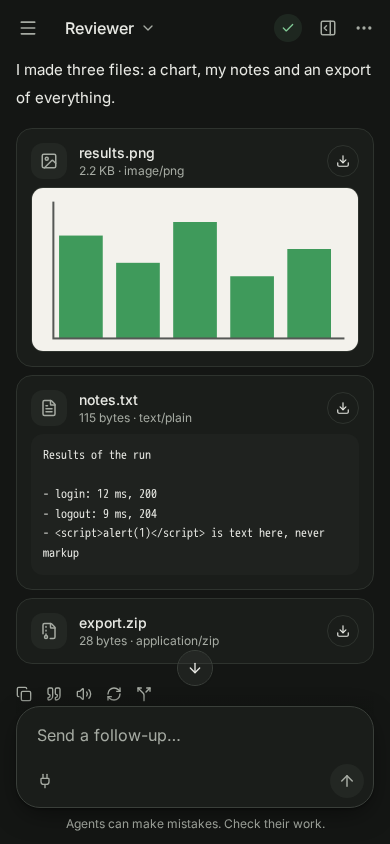 Reviewer
I made three files: a chart, my notes and an export
of everything.
results.png
2.2 KB · image/png
notes.txt
115 bytes · text/plain
Results of the run
- login: 12 ms, 200
- logout: 9 ms, 204
- <script>alert(1)</script> is text here, never
markup
export.zip
28 bytes · application/zip
Send a follow-up...
Agents can make mistakes. Check their work.